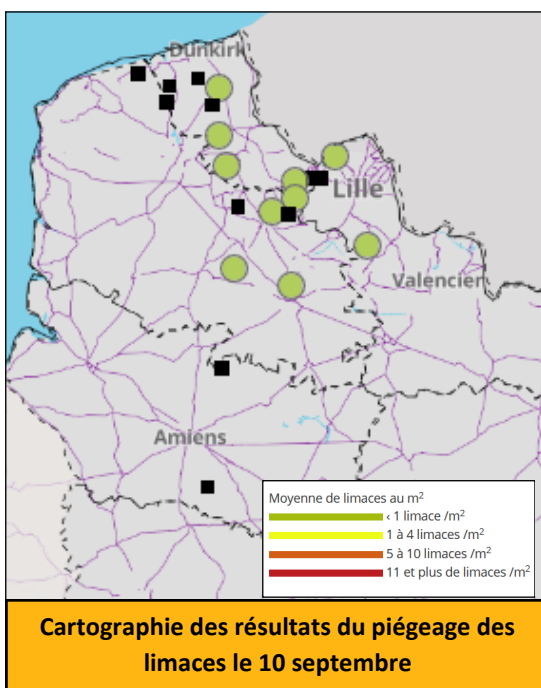 Dunkirk
Lille
Valencier
Amiens
Moyenne de limaces au m²
‹ 1 limace /m²
1 à 4 limaces /m²
5 à 10 limaces /m²
11 et plus de limaces /m²
Cartographie des résultats du piégeage des
limaces le 10 septembre